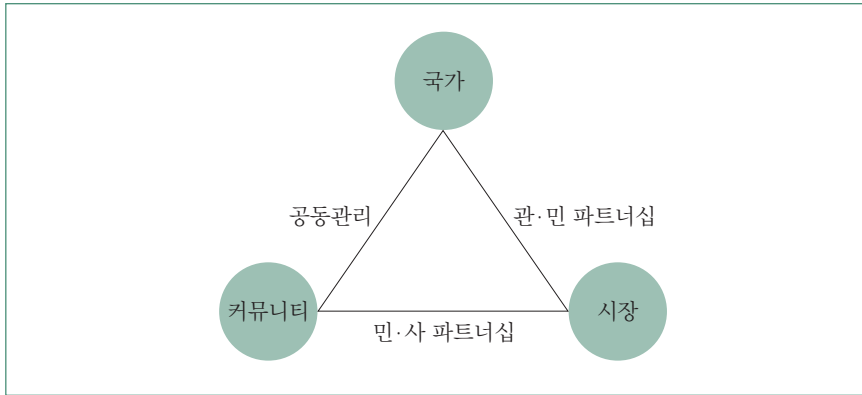 국가
공동관리
관·민 파트너십
커뮤니티
시장
민·사 파트너십